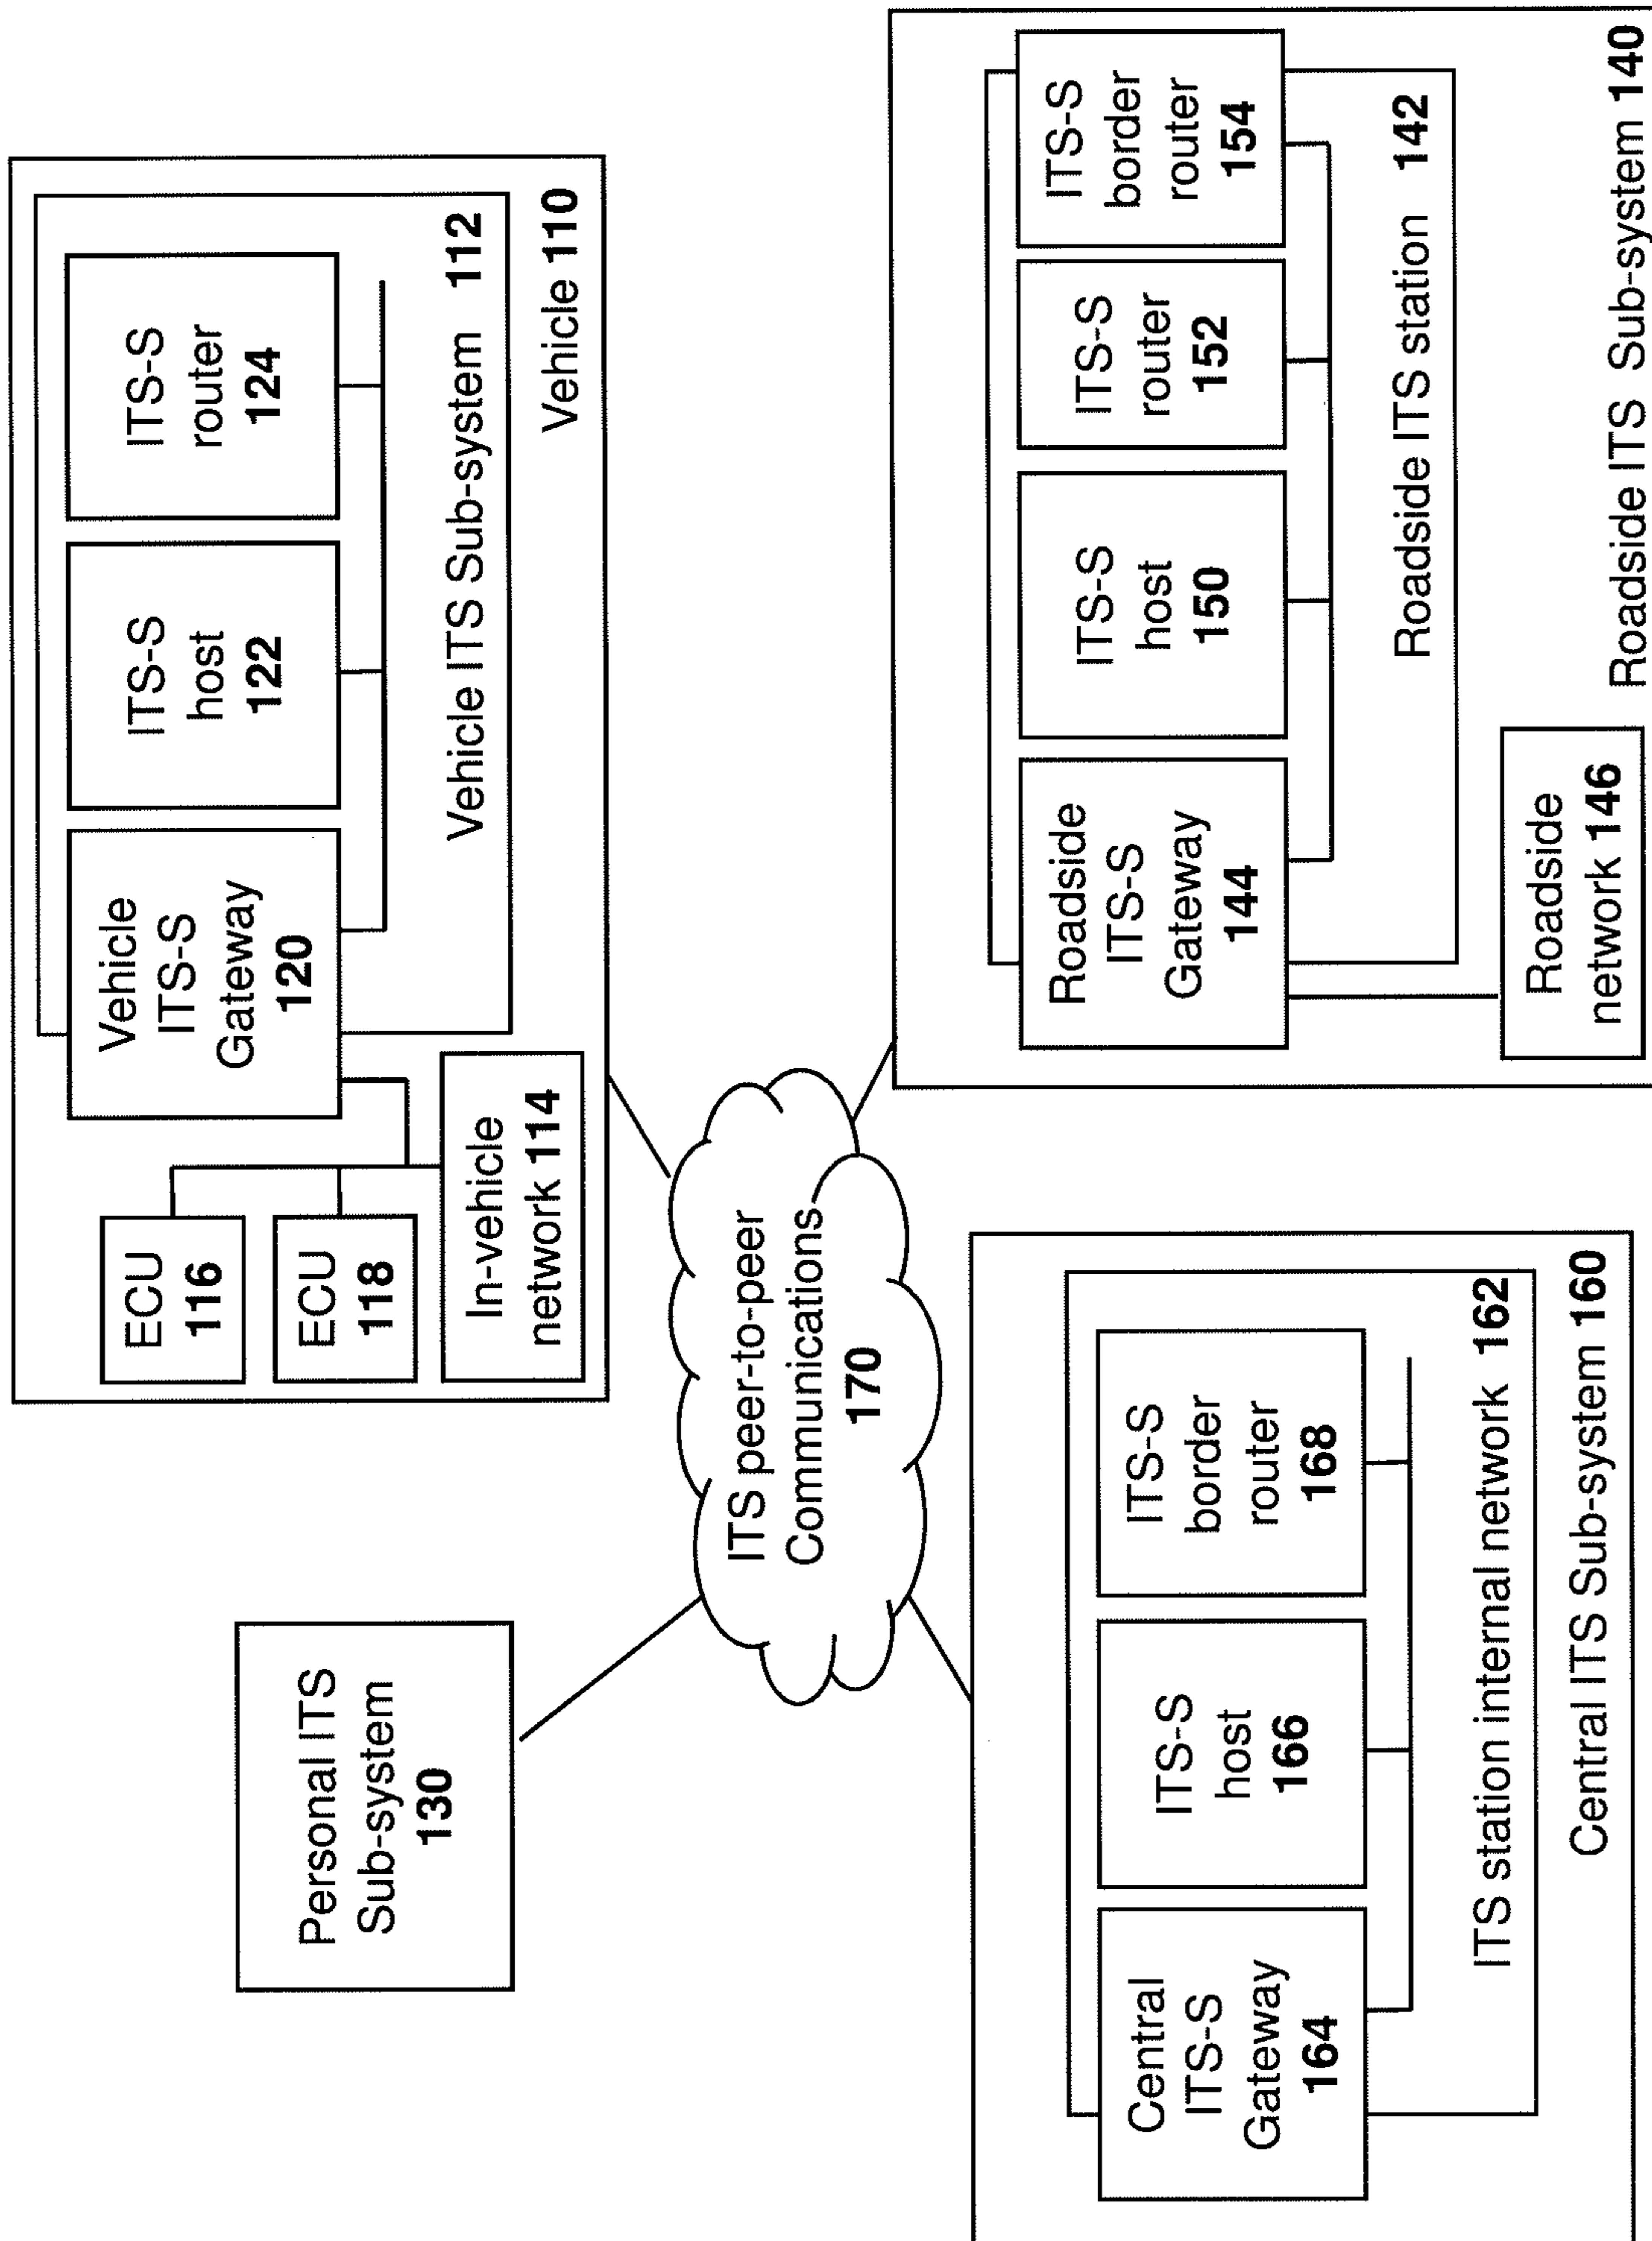 Personal ITS
Sub-system
130
ECU
116
ECU
118
In-vehicle
network 114
Vehicle
ITS-S
Gateway
120
ITS-S
host
122
ITS-S
router
124
Vehicle ITS Sub-system 112
Vehicle 110
ITS peer-to-peer
Communications
170
Central
ITS-S
Gateway
164
ITS-S
host
166
ITS-S
border
router
168
ITS station internal network 162
Central ITS Sub-system 160
Roadside
ITS-S
Gateway
144
ITS-S
host
150
ITS-S
router
152
ITS-S
border
router
154
Roadside ITS station 142
Roadside
network 146
Roadside ITS Sub-system 140